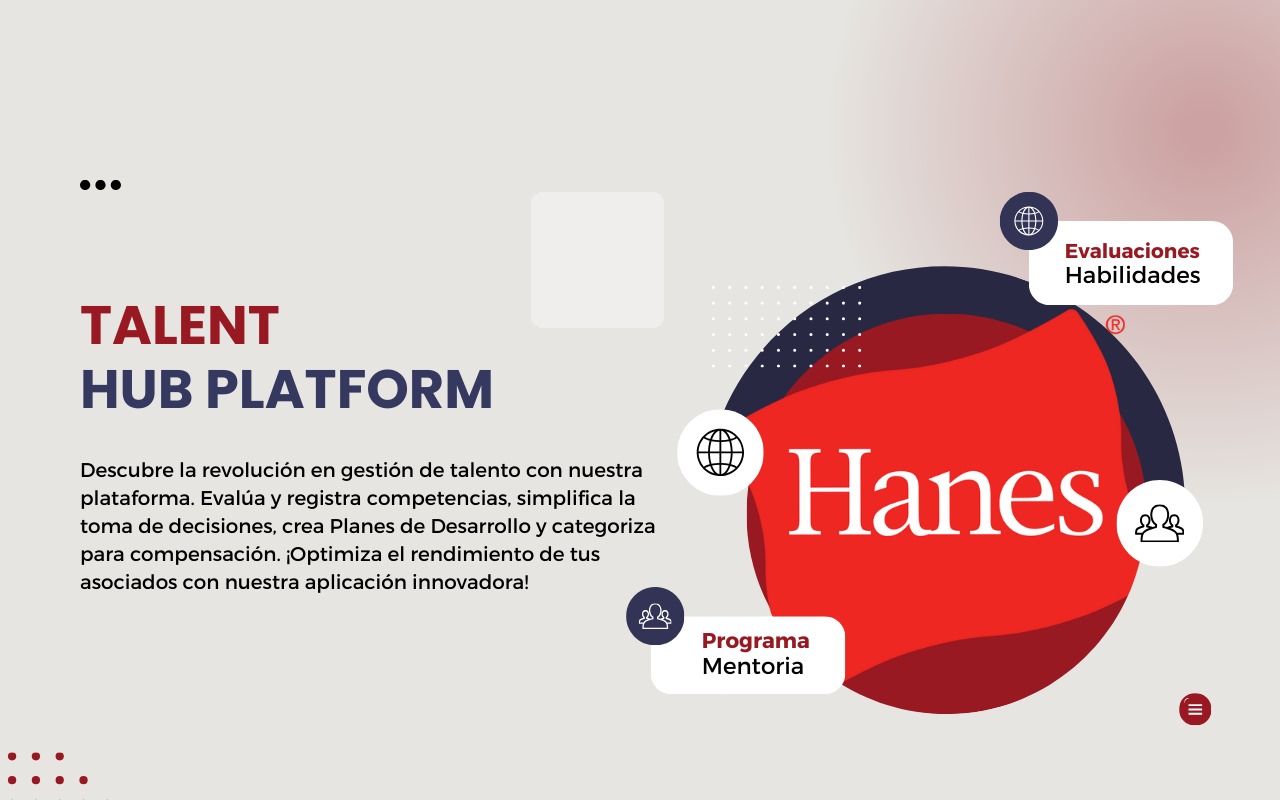 TALENT
HUB PLATFORM
Descubre la revolución en gestión de talento con nuestra
plataforma. Evalúa y registra competencias, simplifica la
toma de decisiones, crea Planes de Desarrollo y categoriza
para compensación. ¡Optimiza el rendimiento de tus
asociados con nuestra aplicación innovadora!
Evaluaciones
Habilidades
®
Hanes
Programa
Mentoria